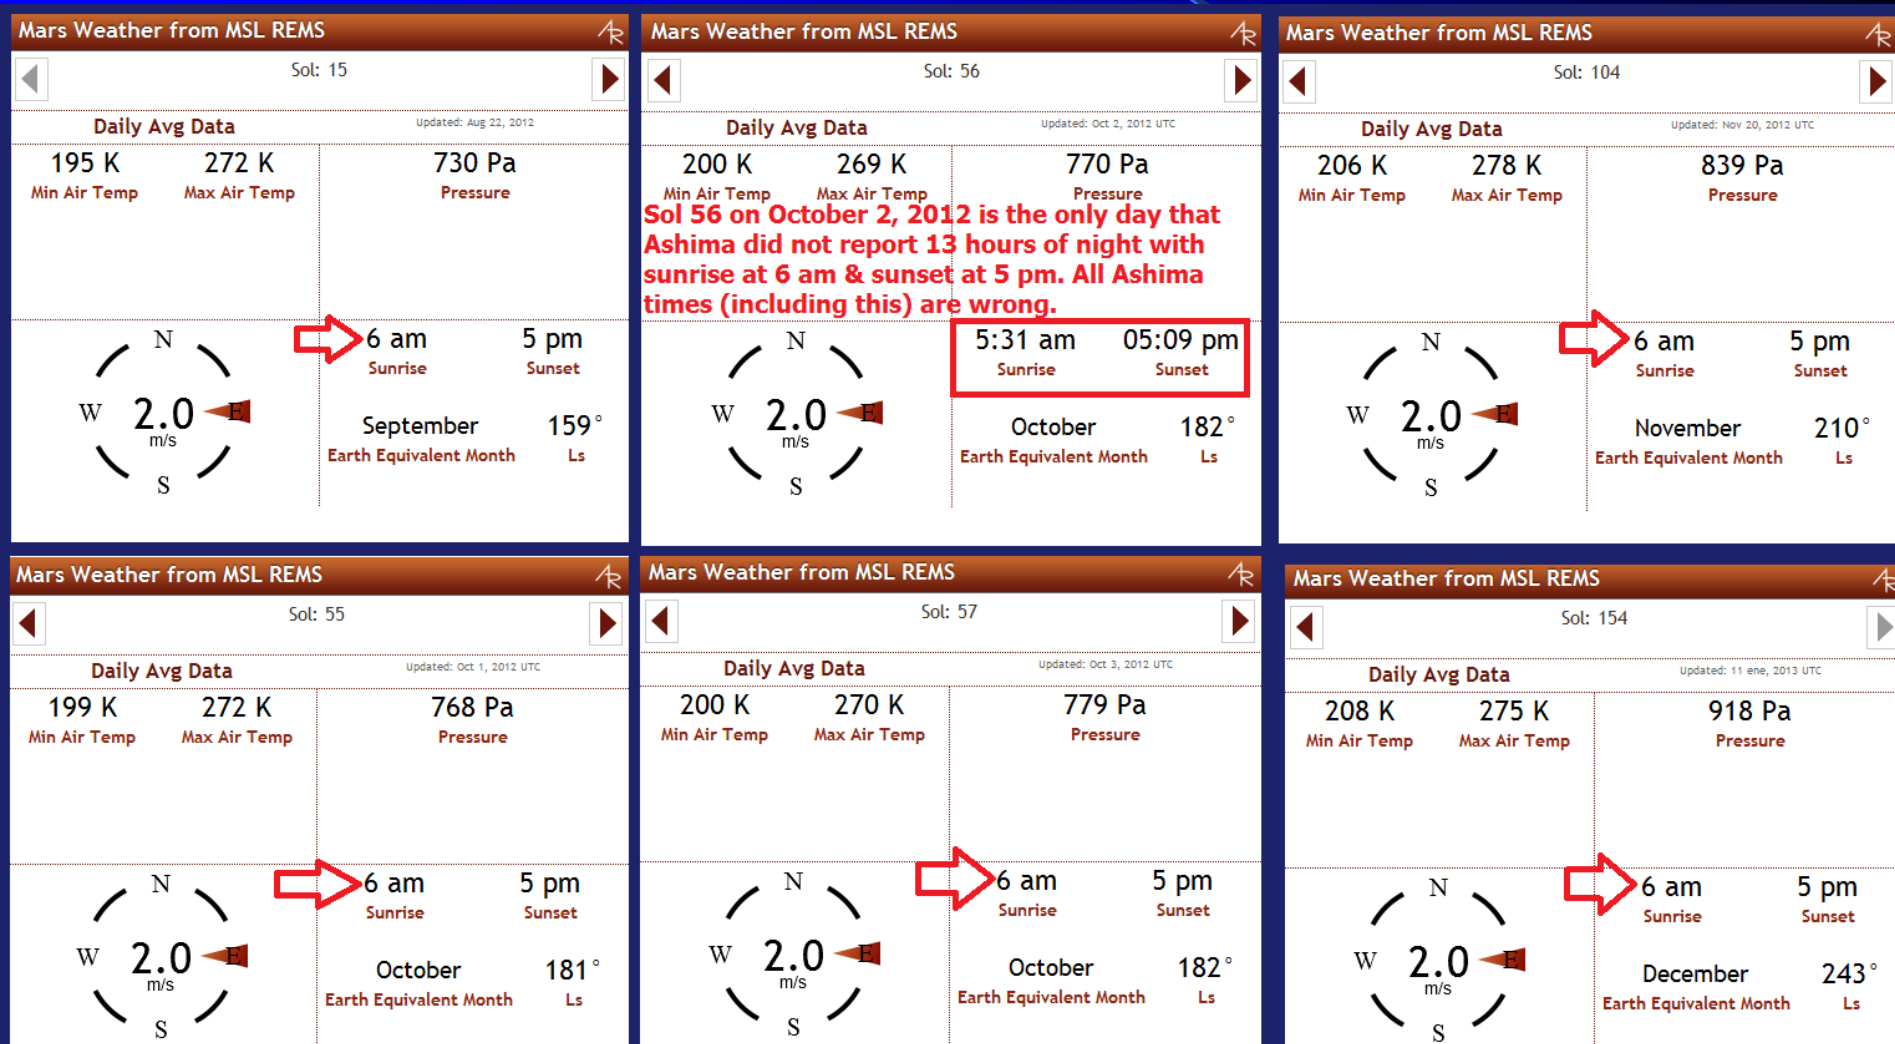 Mars Weather from MSL REMS
Sol: 15
Daily Avg Data
Updated: Aug 22, 2012
195 K 272 K 730 Pa
Min Air Temp Max Air Temp Pressure
N
6 am 5 pm
Sunrise Sunset
W 2.0 E
m/s
September 159°
Earth Equivalent Month Ls
S
Mars Weather from MSL REMS
Sol: 56
Daily Avg Data
Updated: Oct 2, 2012 UTC
200 K 269 K 770 Pa
Min Air Temp Max Air Temp Pressure
Sol 56 on October 2, 2012 is the only day that
Ashima did not report 13 hours of night with
sunrise at 6 am & sunset at 5 pm. All Ashima
times (including this) are wrong.
N
5:31 am 05:09 pm
Sunrise Sunset
W 2.0 E
m/s
October 182°
Earth Equivalent Month Ls
S
Mars Weather from MSL REMS
Sol: 104
Daily Avg Data
Updated: Nov 20, 2012 UTC
206 K 278 K 839 Pa
Min Air Temp Max Air Temp Pressure
N
6 am 5 pm
Sunrise Sunset
W 2.0 E
m/s
November 210°
Earth Equivalent Month Ls
S
Mars Weather from MSL REMS
Sol: 55
Daily Avg Data
Updated: Oct 1, 2012 UTC
199 K 272 K 768 Pa
Min Air Temp Max Air Temp Pressure
N
6 am 5 pm
Sunrise Sunset
W 2.0 E
m/s
October 181°
Earth Equivalent Month Ls
S
Mars Weather from MSL REMS
Sol: 57
Daily Avg Data
Updated: Oct 3, 2012 UTC
200 K 270 K 779 Pa
Min Air Temp Max Air Temp Pressure
N
6 am 5 pm
Sunrise Sunset
W 2.0 E
m/s
October 182°
Earth Equivalent Month Ls
S
Mars Weather from MSL REMS
Sol: 154
Daily Avg Data
Updated: 11 ene, 2013 UTC
208 K 275 K 918 Pa
Min Air Temp Max Air Temp Pressure
N
6 am 5 pm
Sunrise Sunset
W 2.0 E
m/s
December 243°
Earth Equivalent Month Ls
S